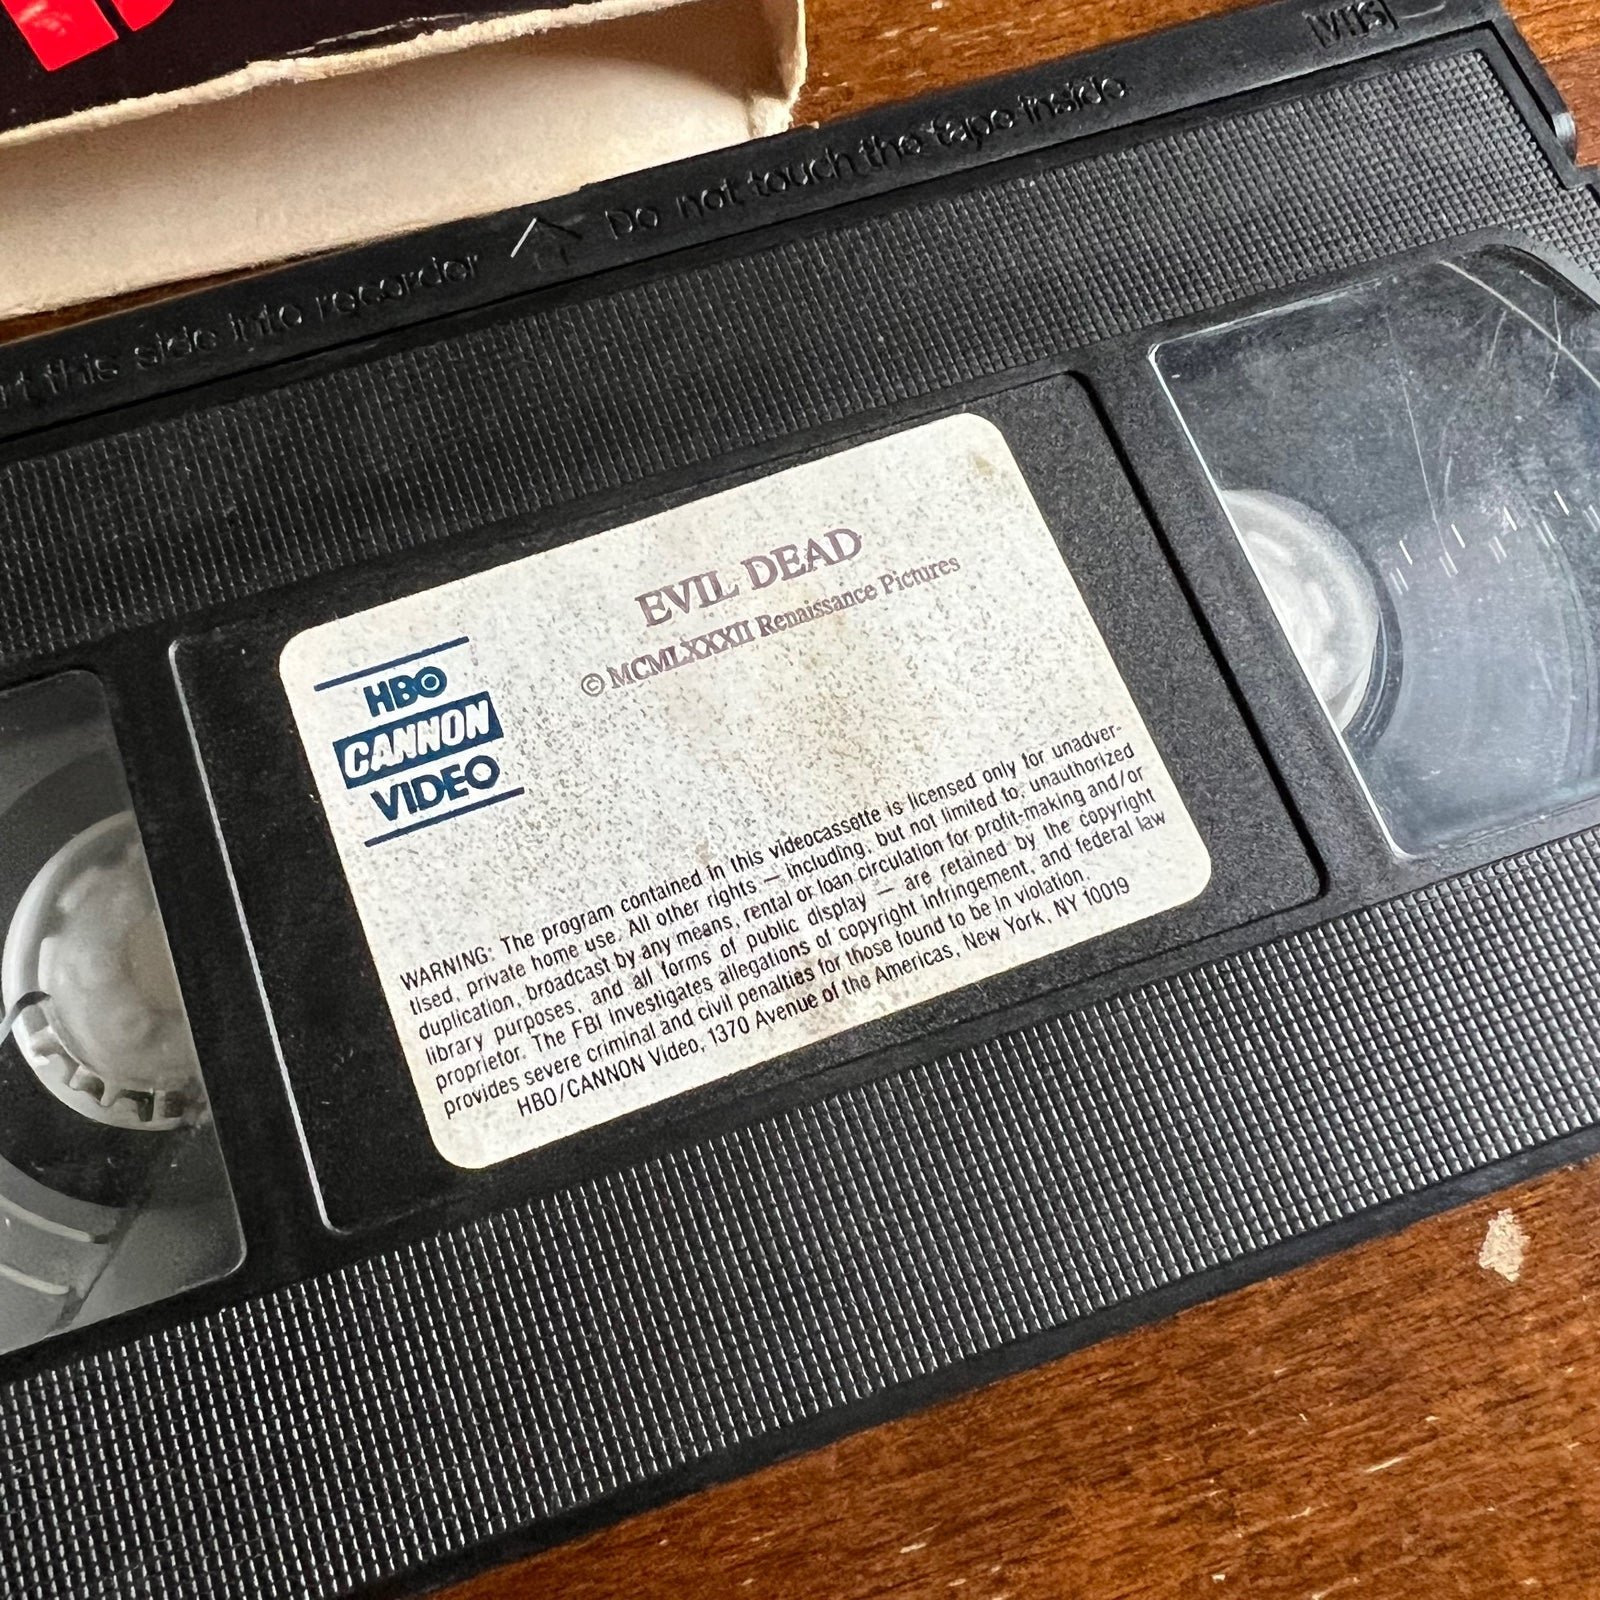 VHS
rt this side into recorder Do not touch the tape inside
EVIL DEAD
© MCMLXXXII Renaissance Pictures
HBO
CANNON
VIDEO
WARNING: The program contained in this videocassette is licensed only for unadver-
tised, private home use. All other rights — including, but not limited to, unauthorized
duplication, broadcast by any means, rental or loan circulation for profit-making and/or
library purposes, and all forms of public display — are retained by the copyright
proprietor. The FBI investigates allegations of copyright infringement, and federal law
provides severe criminal and civil penalties for those found to be in violation.
HBO/CANNON Video, 1370 Avenue of the Americas, New York, NY 10019